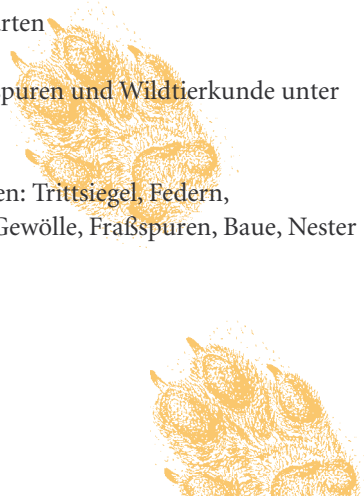 rten
puren und Wildtierkunde unter
en: Trittsiegel, Federn,
Gewölle, Fraßspuren, Baue, Nester